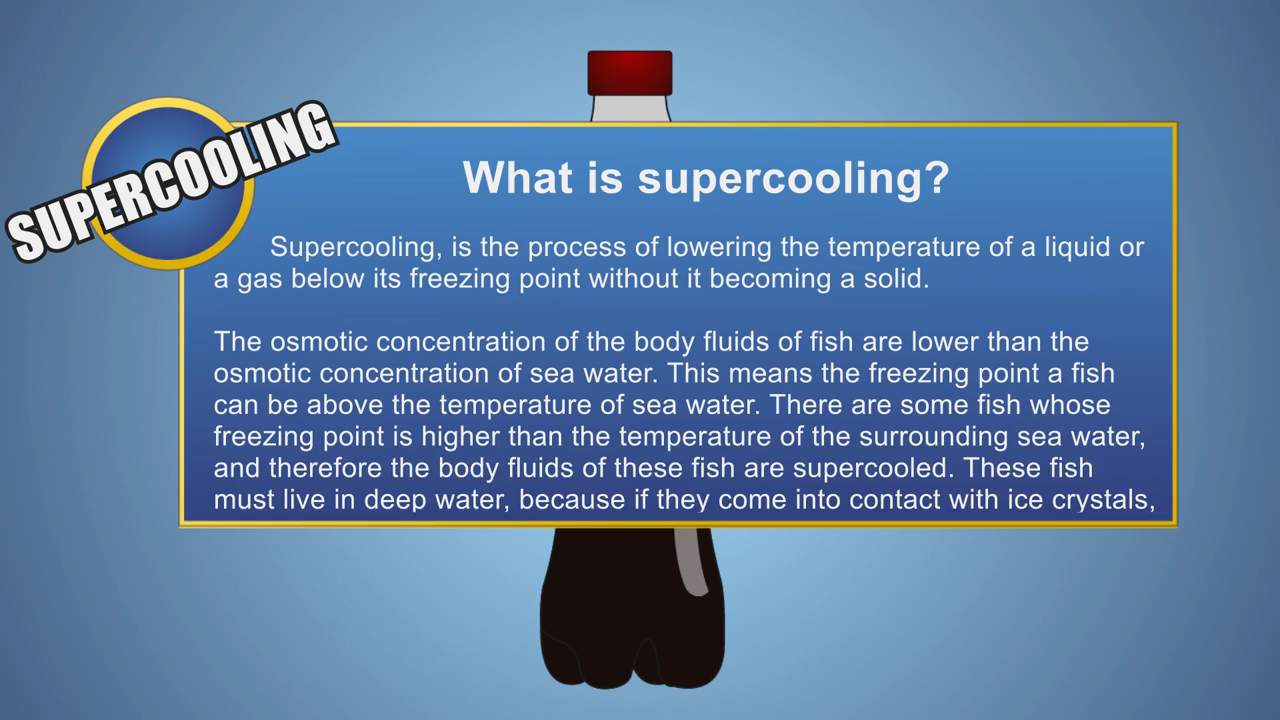 SUPERCOOLING
What is supercooling?
Supercooling, is the process of lowering the temperature of a liquid or
a gas below its freezing point without it becoming a solid.
The osmotic concentration of the body fluids of fish are lower than the
osmotic concentration of sea water. This means the freezing point a fish
can be above the temperature of sea water. There are some fish whose
freezing point is higher than the temperature of the surrounding sea water,
and therefore the body fluids of these fish are supercooled. These fish
must live in deep water, because if they come into contact with ice crystals,